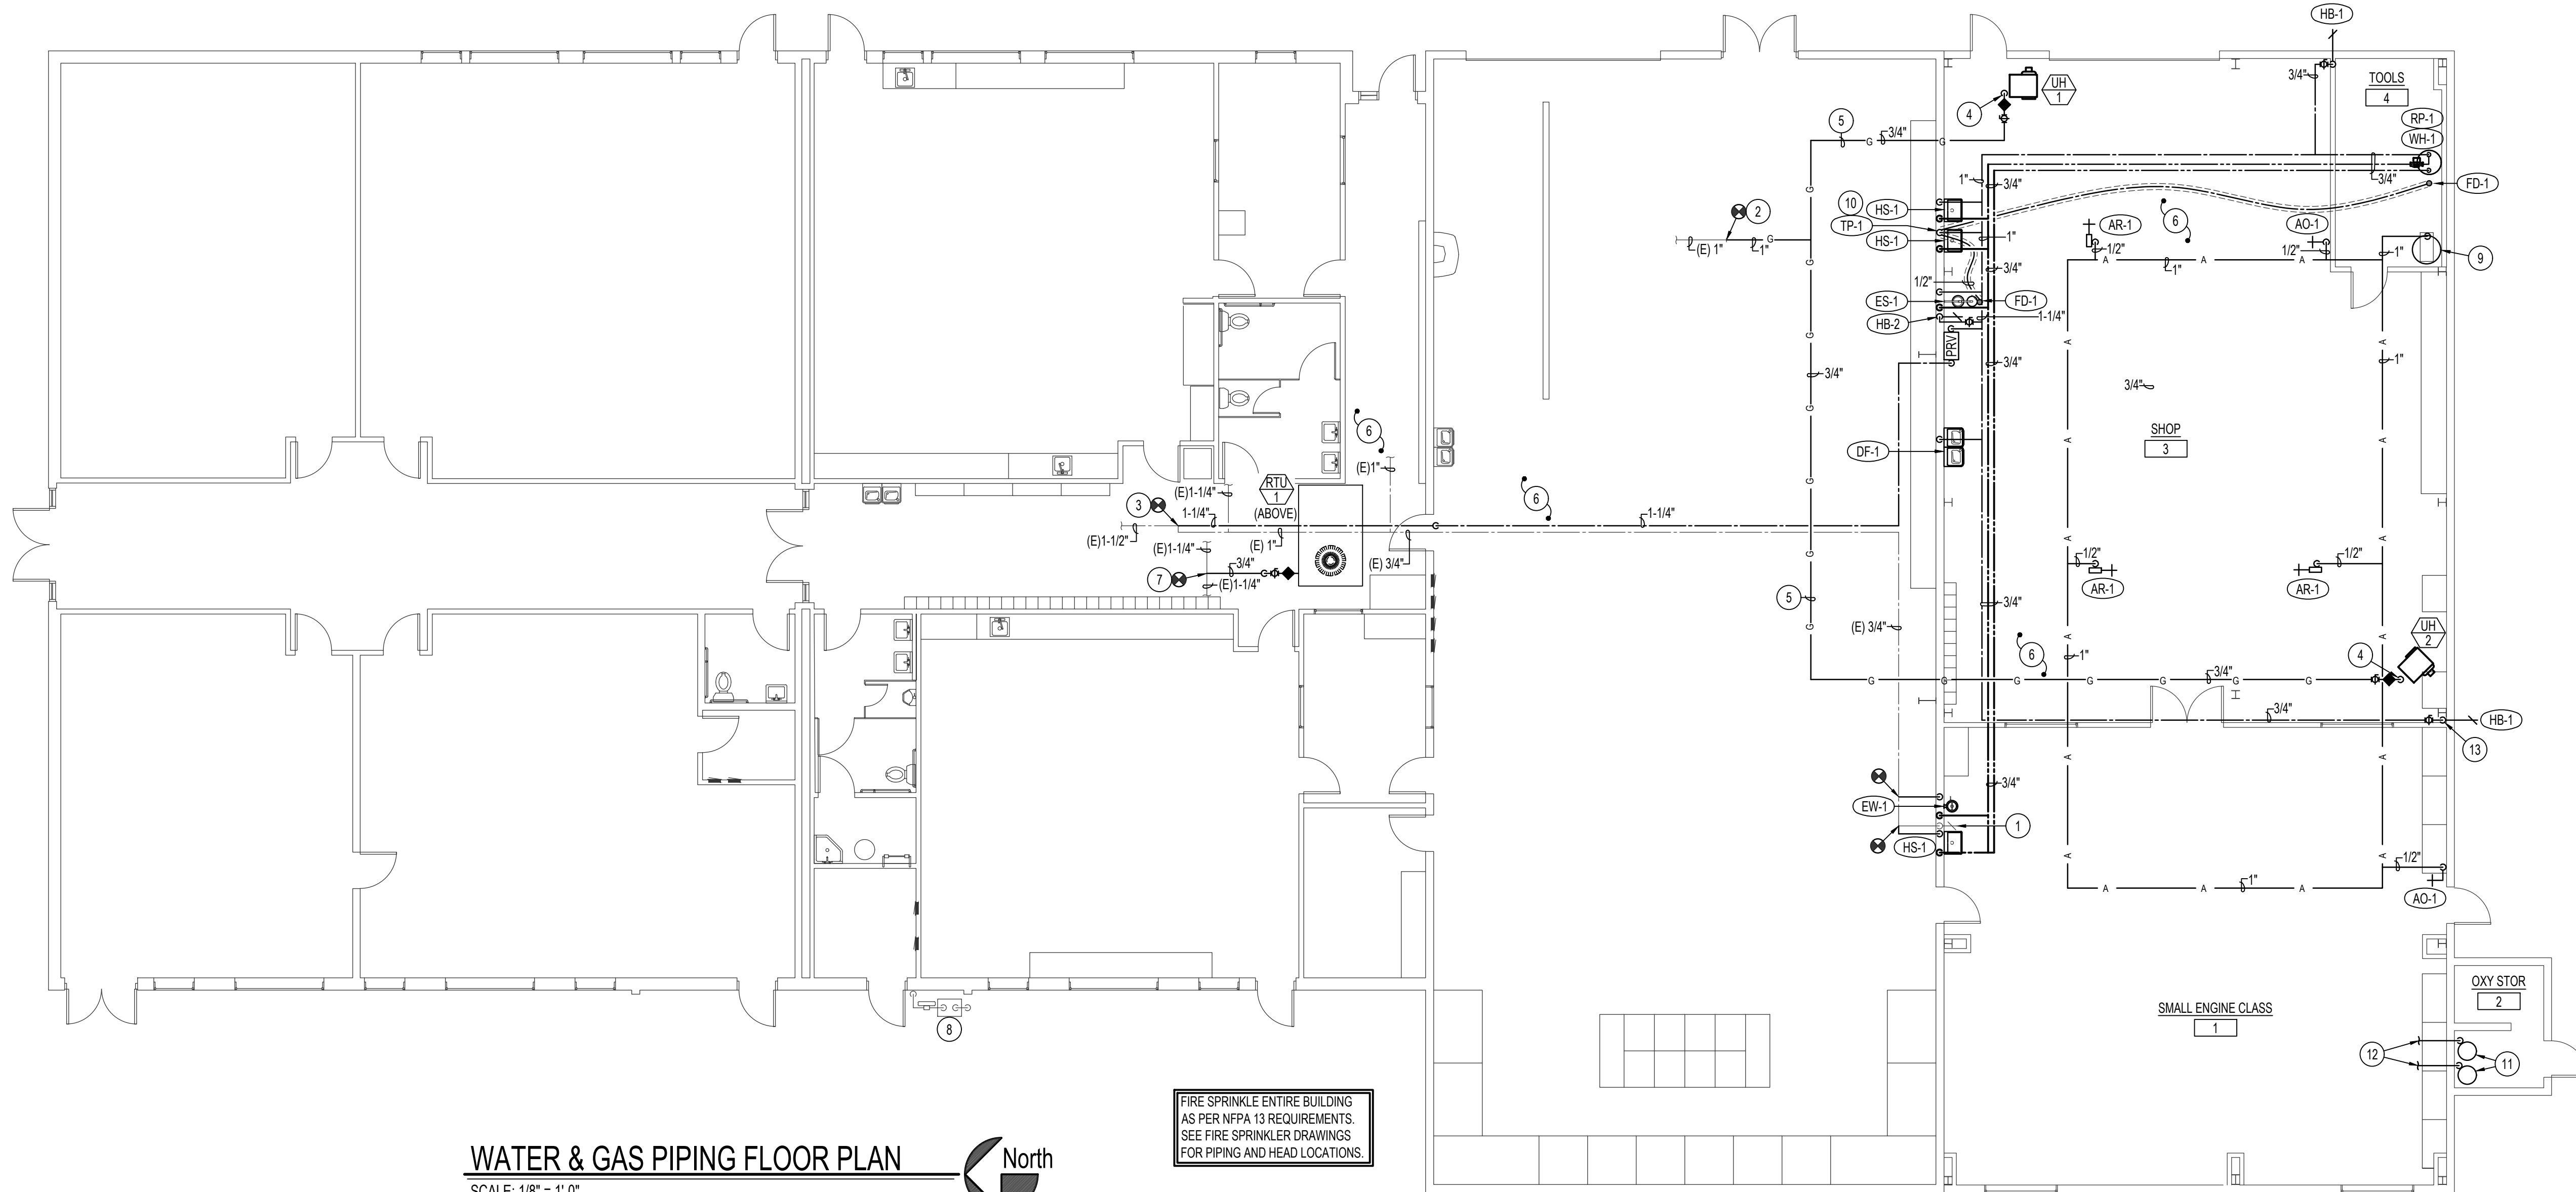 HB-1
TOOLS
4
3/4"
UH
1
4
RP-1
WH-1
5
3/4"
G
G
G
3/4"
1"
3/4"
FD-1
G
10
HS-1
2
TP-1
6
AR-1
AO-1
(E) 1"
1"
G
HS-1
1"
1/2"
1/2"
1"
9
G
A
1"
A
A
3/4"
1/2"
ES-1
FD-1
HB-2
1-1/4"
G
A
A
PRV
3/4"
1"
G
3/4"
3/4"
G
6
SHOP
3
A
A
DF-1
(E)1"
G
RTU
1
(ABOVE)
(E)1-1/4"
6
3
1-1/4"
1-1/4"
(E)1-1/2"
(E) 1"
(E)1-1/4"
(E) 3/4"
A
A
G
1/2"
1/2"
7
3/4"
(E)1-1/4"
AR-1
AR-1
5
3/4"
G
(E) 3/4"
A
A
UH
2
6
4
1"
3/4"
G
G
G
G
G
G
G
3/4"
HB-1
13
A
A
3/4"
EW-1
1
HS-1
A
A
1/2"
A
A
1"
A
AO-1
OXY STOR
2
SMALL ENGINE CLASS
1
8
12
11
FIRE SPRINKLE ENTIRE BUILDING
AS PER NFPA 13 REQUIREMENTS.
SEE FIRE SPRINKLER DRAWINGS
FOR PIPING AND HEAD LOCATIONS.
WATER & GAS PIPING FLOOR PLAN
North
SCALE: 1/8" = 1'-0"